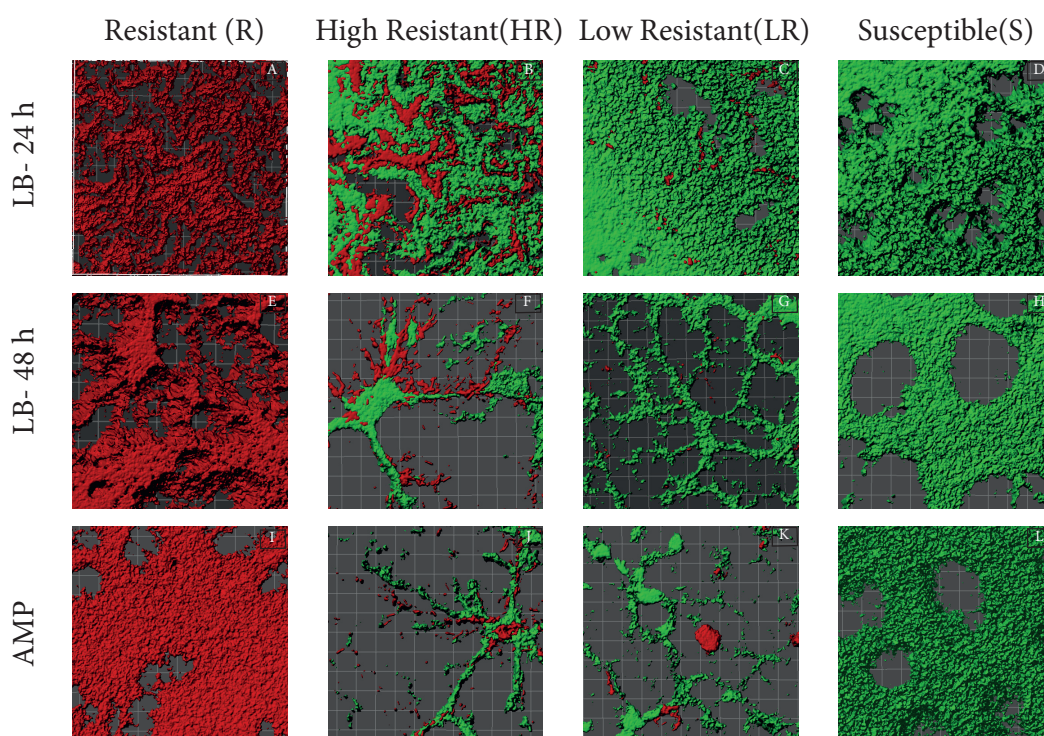 Resistant (R) High Resistant(HR) Low Resistant(LR) Susceptible(S)
LB- 24 h
A B C D
LB- 48 h
E F G H
AMP
I J K L